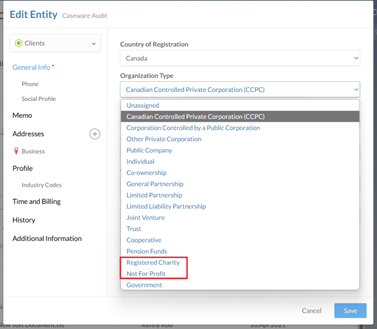 Edit Entity Caseware Audit
Clients
General Info *
Phone
Social Profile
Memo
Addresses
Business
Profile
Industry Codes
Time and Billing
History
Additional Information
Country of Registration
Canada
Organization Type
Canadian Controlled Private Corporation (CCPC)
Unassigned
Canadian Controlled Private Corporation (CCPC)
Corporation Controlled by a Public Corporation
Other Private Corporation
Public Company
Individual
Co-ownership
General Partnership
Limited Partnership
Limited Liability Partnership
Joint Venture
Trust
Cooperative
Pension Funds
Registered Charity
Not For Profit
Government
Cancel
Save